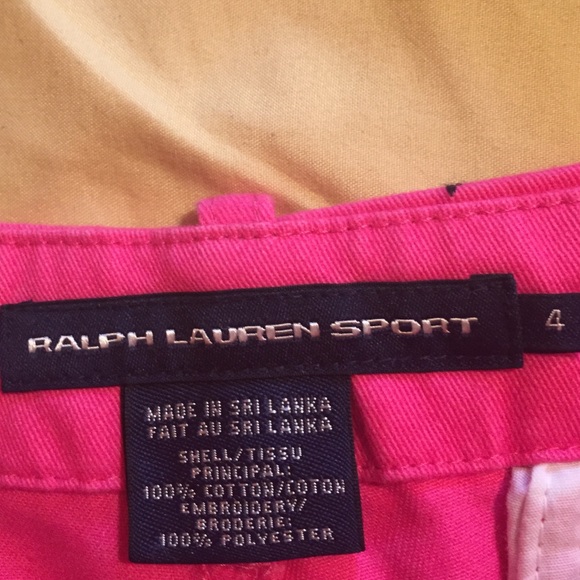 RALPH LAUREN SPORT 4
MADE IN SRI LANKA
FAIT AU SRI LANKA
SHELL/TISSU
PRINCIPAL:
100% COTTON/COTON
EMBROIDERY/
BRODERIE:
100% POLYESTER